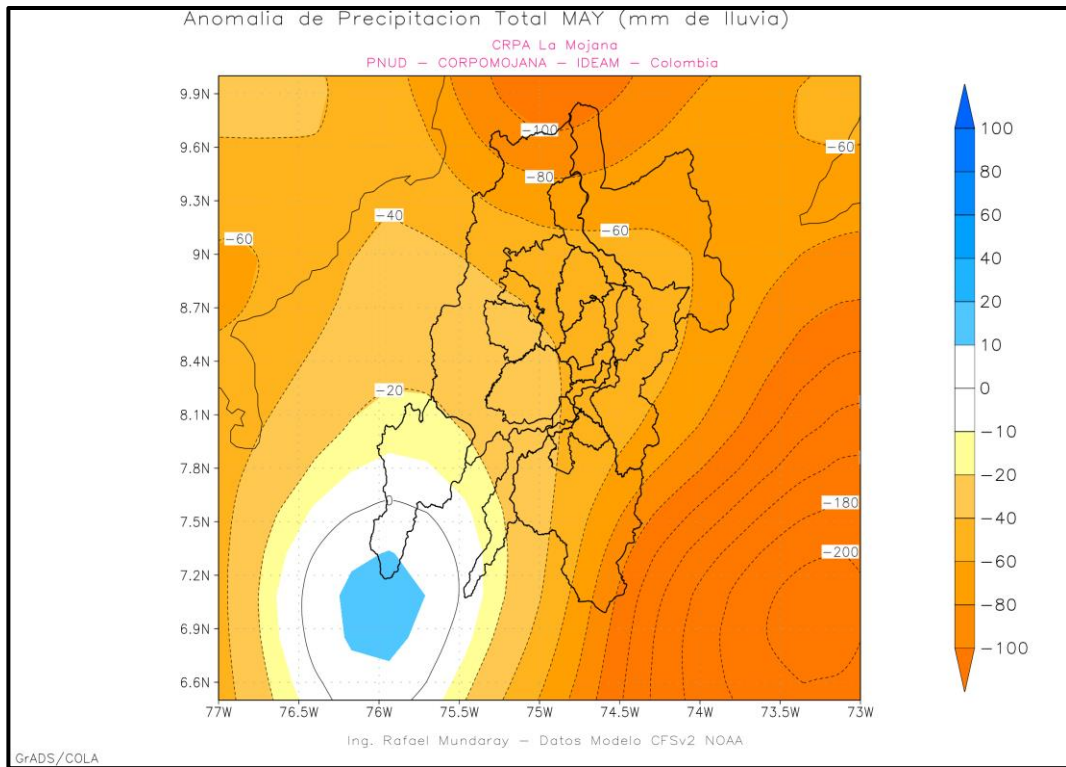 Anomalia de Precipitacion Total MAY (mm de lluvia)
CRPA La Mojana
PNUD – CORPOMOJANA – IDEAM – Colombia
9.9N
9.6N
9.3N
9N
8.7N
8.4N
8.1N
7.8N
7.5N
7.2N
6.9N
6.6N
-100
-60
-80
-40
-60
-60
-20
0
-180
-200
77W 76.5W 76W 75.5W 75W 74.5W 74W 73.5W 73W
100
80
60
40
20
10
0
-10
-20
-40
-60
-80
-100
Ing. Rafael Mundaray – Datos Modelo CFSv2 NOAA
GrADS/COLA